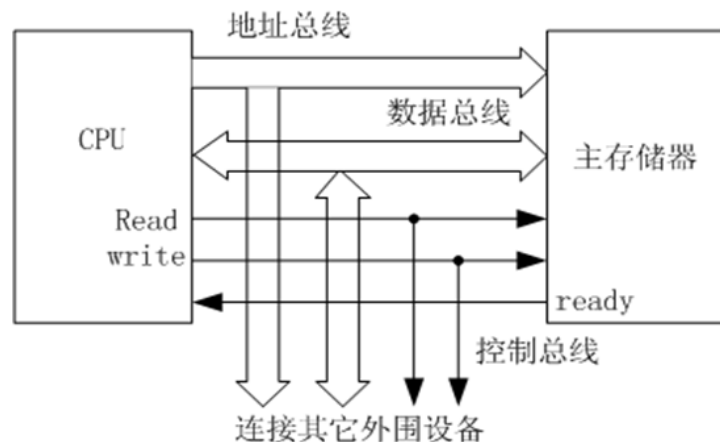 地址总线
数据总线
CPU
主存储器
Read
write
ready
控制总线
连接其它外围设备